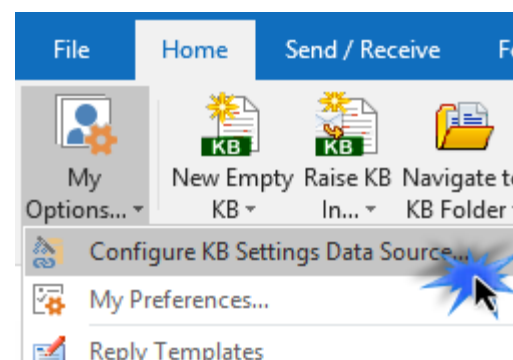 File Home Send / Receive
KB KB
My New Empty Raise KB Navigate to
Options... KB In... KB Folder
Configure KB Settings Data Source...
My Preferences...
Reply Templates